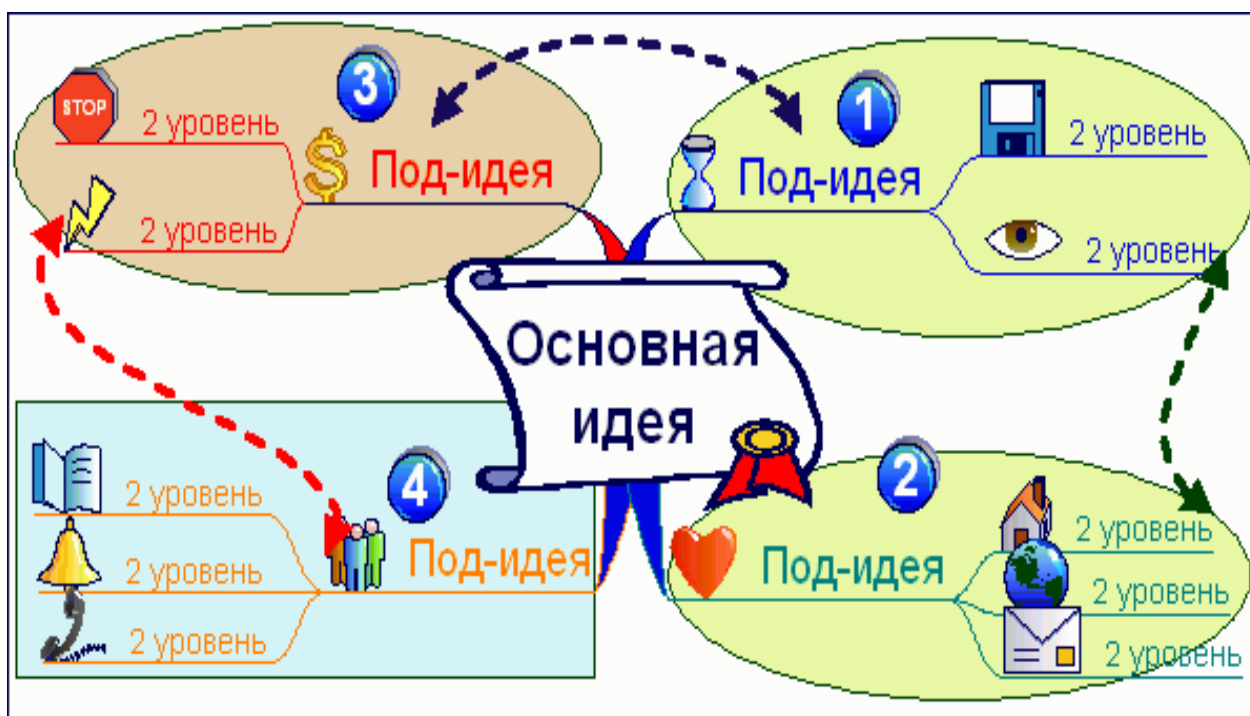 3
STOP
2 уровень
Под-идея
2 уровень
1
2 уровень
Под-идея
2 уровень
Основная
идея
4
2 уровень
Под-идея
2 уровень
2 уровень
2
2 уровень
Под-идея
2 уровень
2 уровень